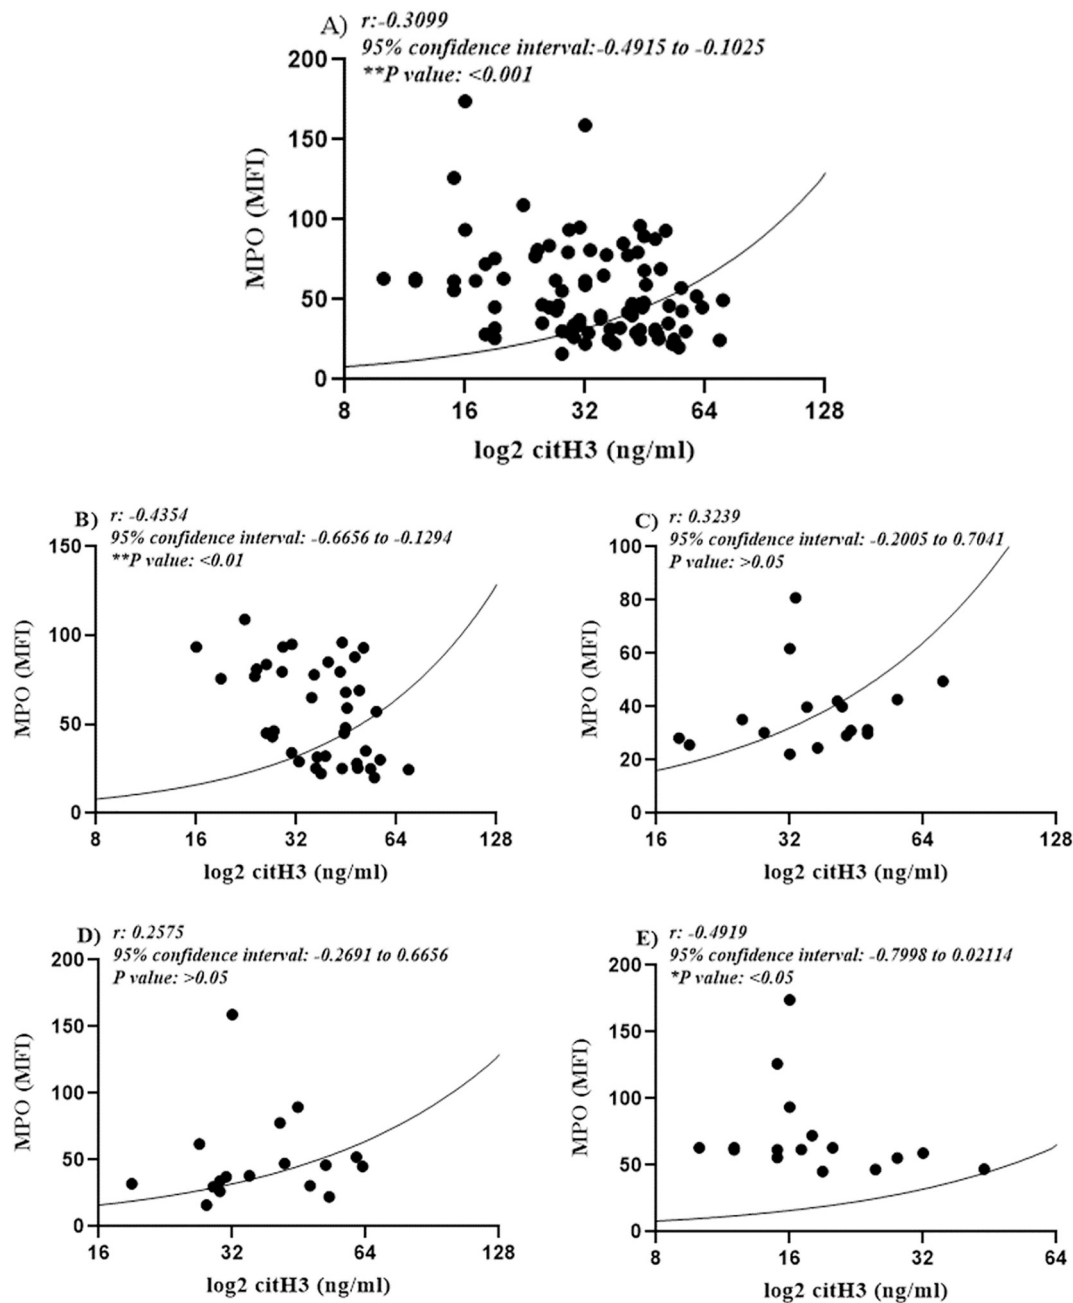 A) r:-0.3099
95% confidence interval:-0.4915 to -0.1025
**P value: <0.001
200
150
100
50
0
MPO (MFI)
8 16 32 64 128
log2 citH3 (ng/ml)
B) r: -0.4354
95% confidence interval: -0.6656 to -0.1294
**P value: <0.01
150
100
50
0
MPO (MFI)
8 16 32 64 128
log2 citH3 (ng/ml)
C) r: 0.3239
95% confidence interval: -0.2005 to 0.7041
P value: >0.05
100
80
60
40
20
0
MPO (MFI)
16 32 64 128
log2 citH3 (ng/ml)
D) r: 0.2575
95% confidence interval: -0.2691 to 0.6656
P value: >0.05
200
150
100
50
0
MPO (MFI)
16 32 64 128
log2 citH3 (ng/ml)
E) r: -0.4919
95% confidence interval: -0.7998 to 0.02114
*P value: <0.05
200
150
100
50
0
MPO (MFI)
8 16 32 64
log2 citH3 (ng/ml)